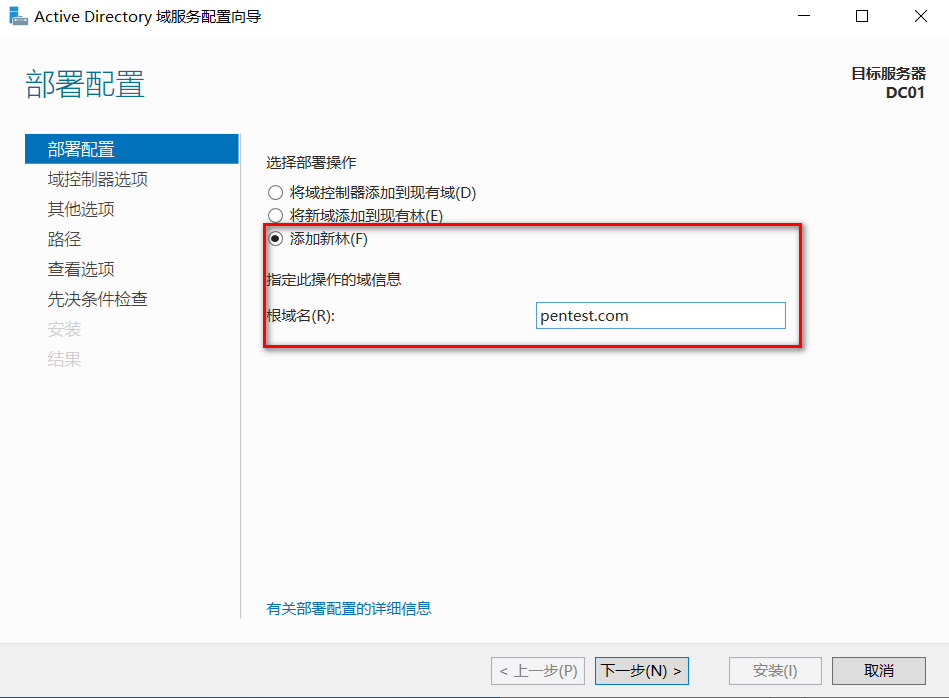 Active Directory 域服务配置向导
部署配置
目标服务器
DC01
部署配置
域控制器选项
其他选项
路径
查看选项
先决条件检查
安装
结果
选择部署操作
将域控制器添加到现有域(D)
将新域添加到现有林(E)
添加新林(F)
指定此操作的域信息
根域名(R):
pentest.com
有关部署配置的详细信息
< 上一步(P)
下一步(N) >
安装(I)
取消